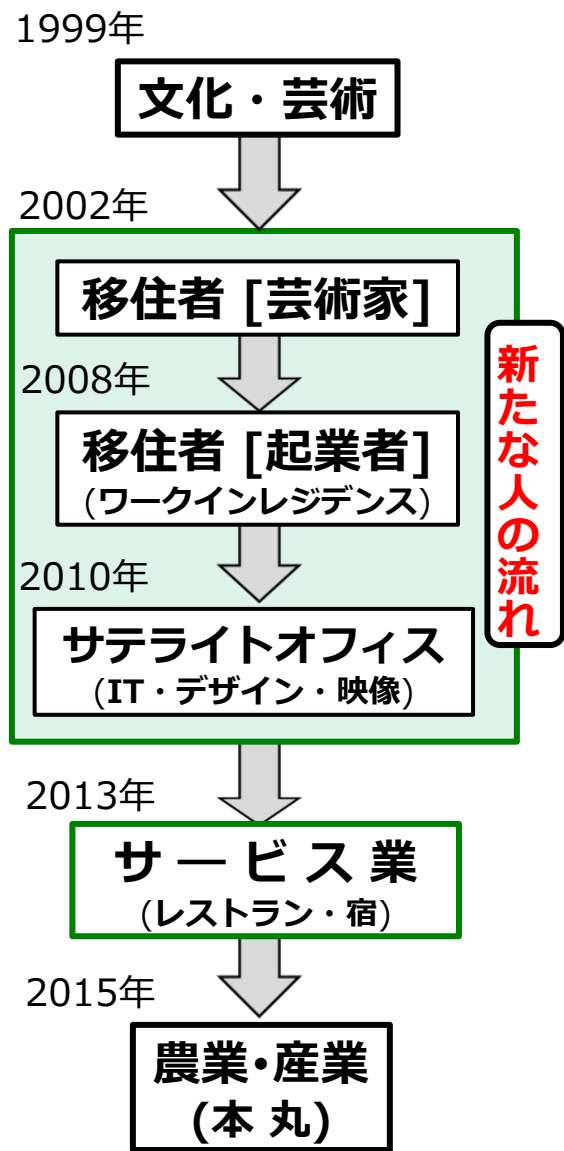 1999年
文化・芸術
2002年
移住者 [芸術家]
2008年
移住者 [起業者]
(ワークインレジデンス)
2010年
サテライトオフィス
(IT・デザイン・映像)
新たな人の流れ
2013年
サ ー ビ ス 業
(レストラン・宿)
2015年
農業・産業
(本 丸)